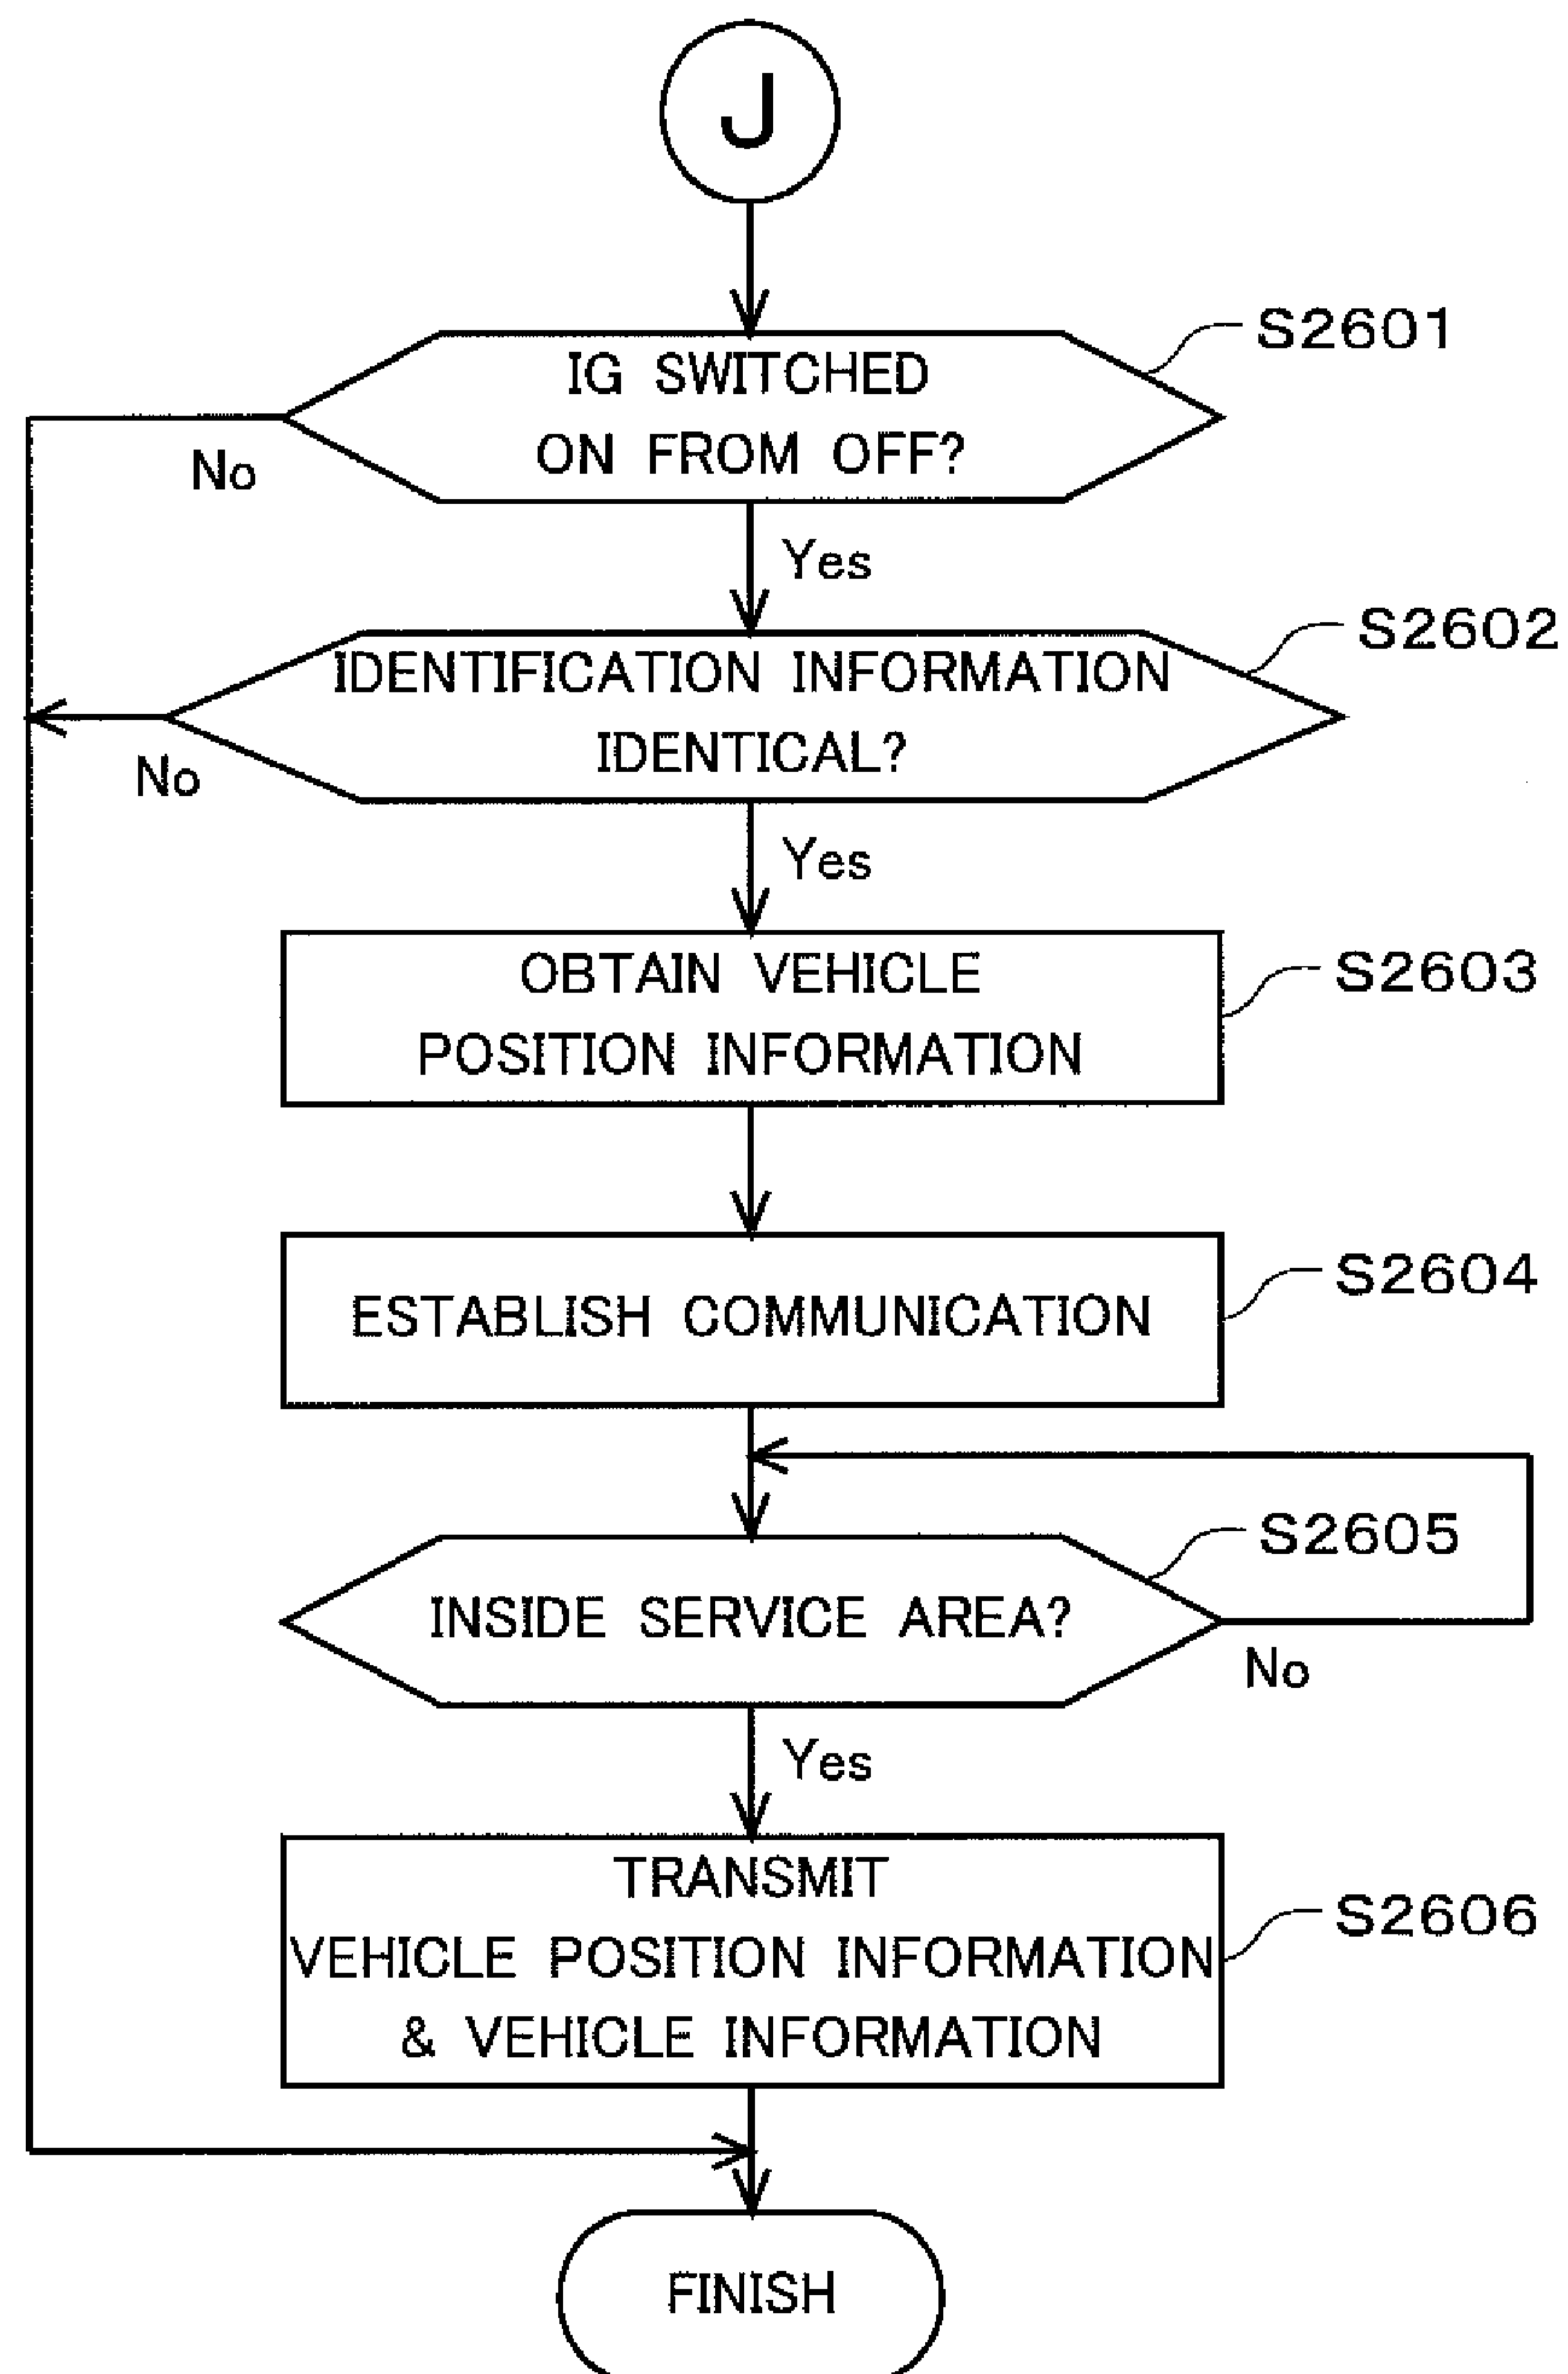 J
S2601
IG SWITCHED
ON FROM OFF?
No
Yes
S2602
IDENTIFICATION INFORMATION
IDENTICAL?
No
Yes
OBTAIN VEHICLE
POSITION INFORMATION
S2603
ESTABLISH COMMUNICATION
S2604
S2605
INSIDE SERVICE AREA?
No
Yes
TRANSMIT
VEHICLE POSITION INFORMATION
& VEHICLE INFORMATION
S2606
FINISH